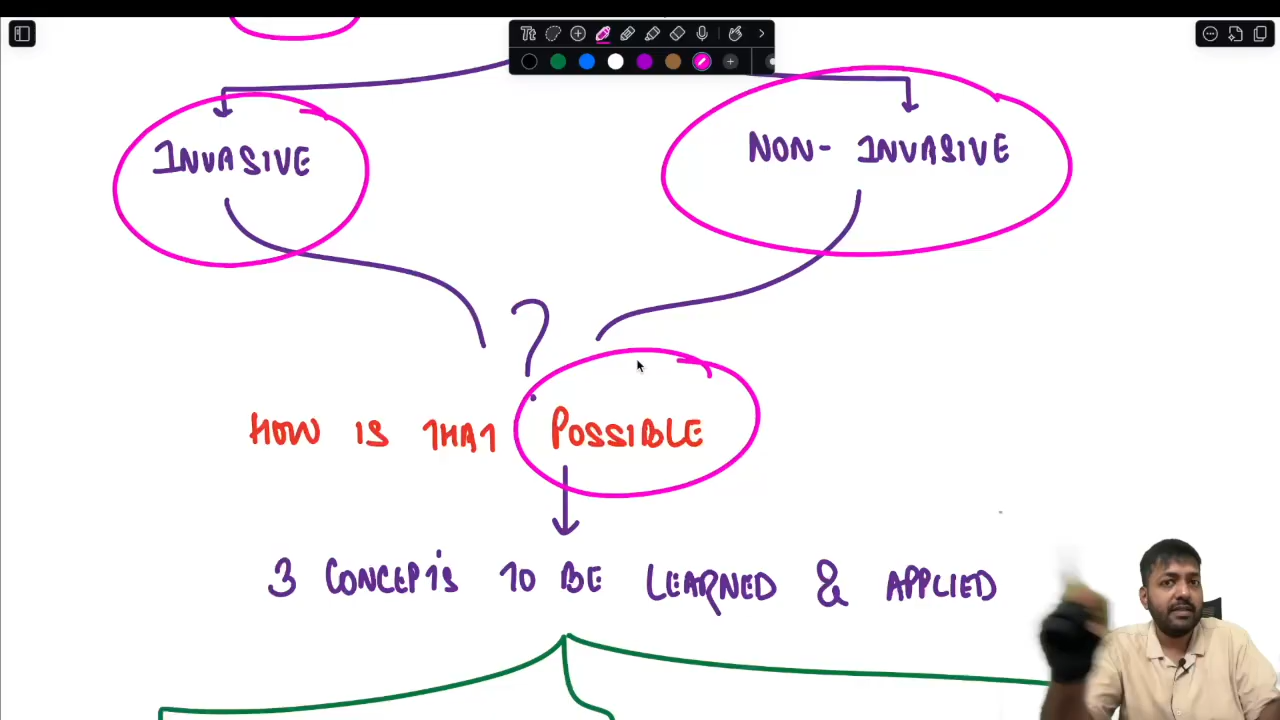 INVASIVE
NON-INVASIVE
?
HOW IS THAT POSSIBLE
3 CONCEPTS TO BE LEARNED & APPLIED